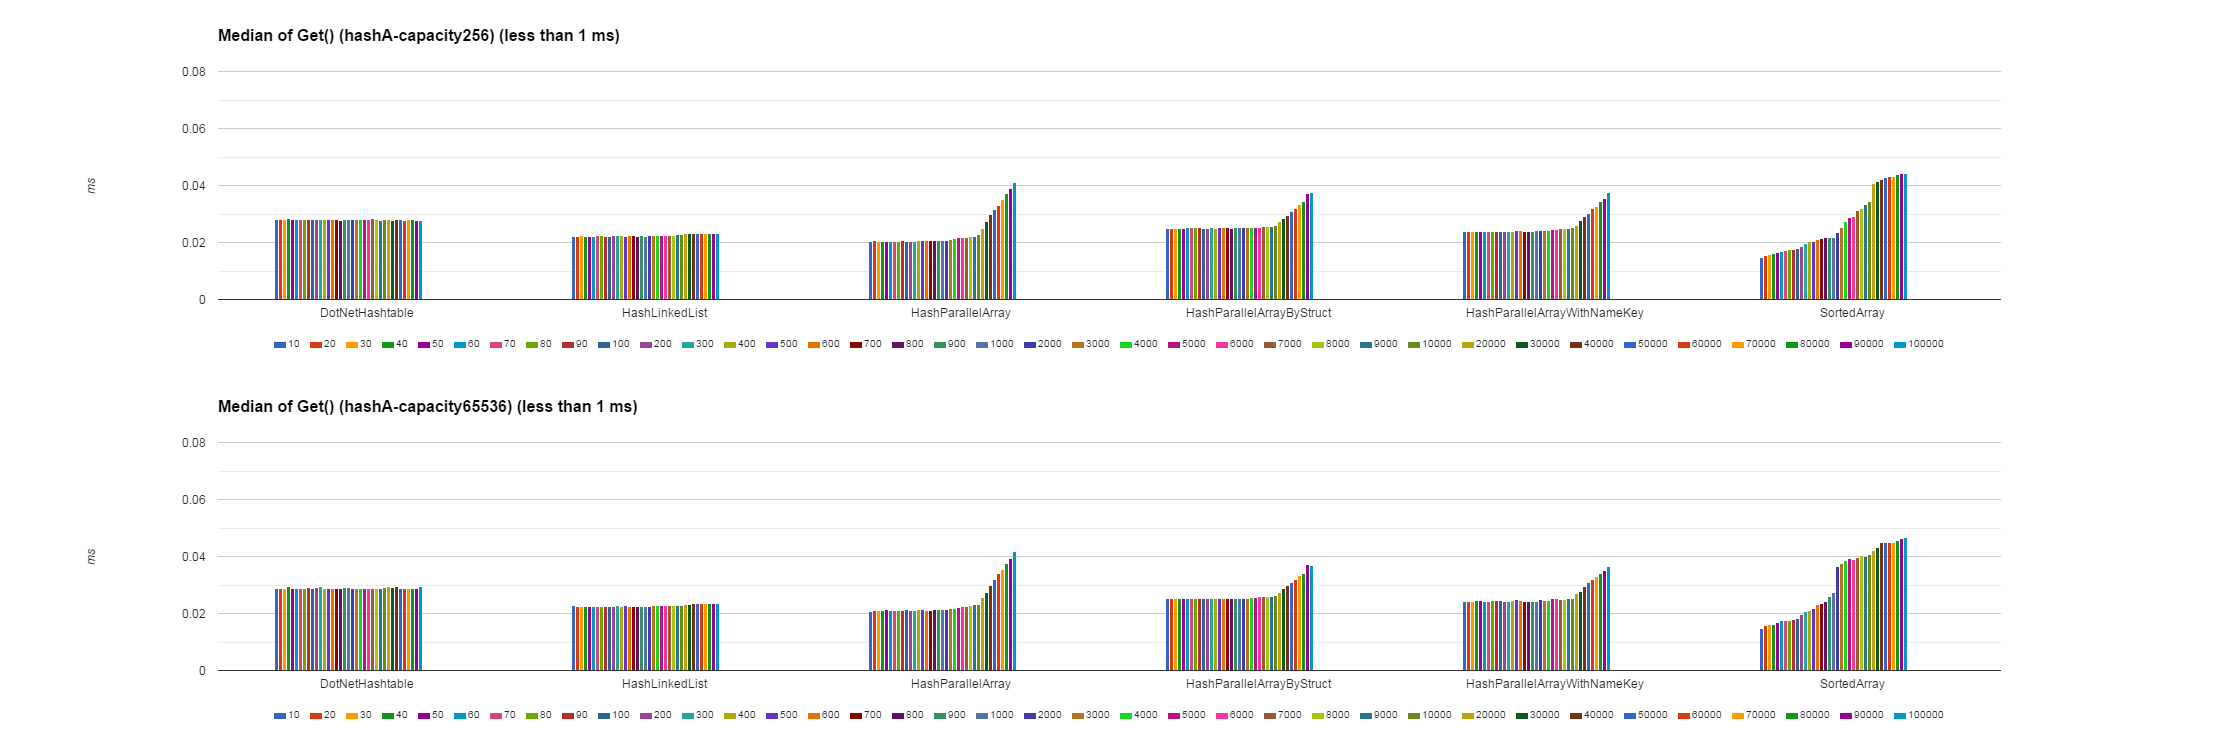 Median of Get() (hashA-capacity256) (less than 1 ms)
0.08
0.06
ms
0.04
0.02
0
DotNetHashtable HashLinkedList HashParallelArray HashParallelArrayByStruct HashParallelArrayWithNameKey SortedArray
10 20 30 40 50 60 70 80 90 100 200 300 400 500 600 700 800 900 1000 2000 3000 4000 5000 6000 7000 8000 9000 10000 20000 30000 40000 50000 60000 70000 80000 90000 100000
Median of Get() (hashA-capacity65536) (less than 1 ms)
0.08
0.06
ms
0.04
0.02
0
DotNetHashtable HashLinkedList HashParallelArray HashParallelArrayByStruct HashParallelArrayWithNameKey SortedArray
10 20 30 40 50 60 70 80 90 100 200 300 400 500 600 700 800 900 1000 2000 3000 4000 5000 6000 7000 8000 9000 10000 20000 30000 40000 50000 60000 70000 80000 90000 100000